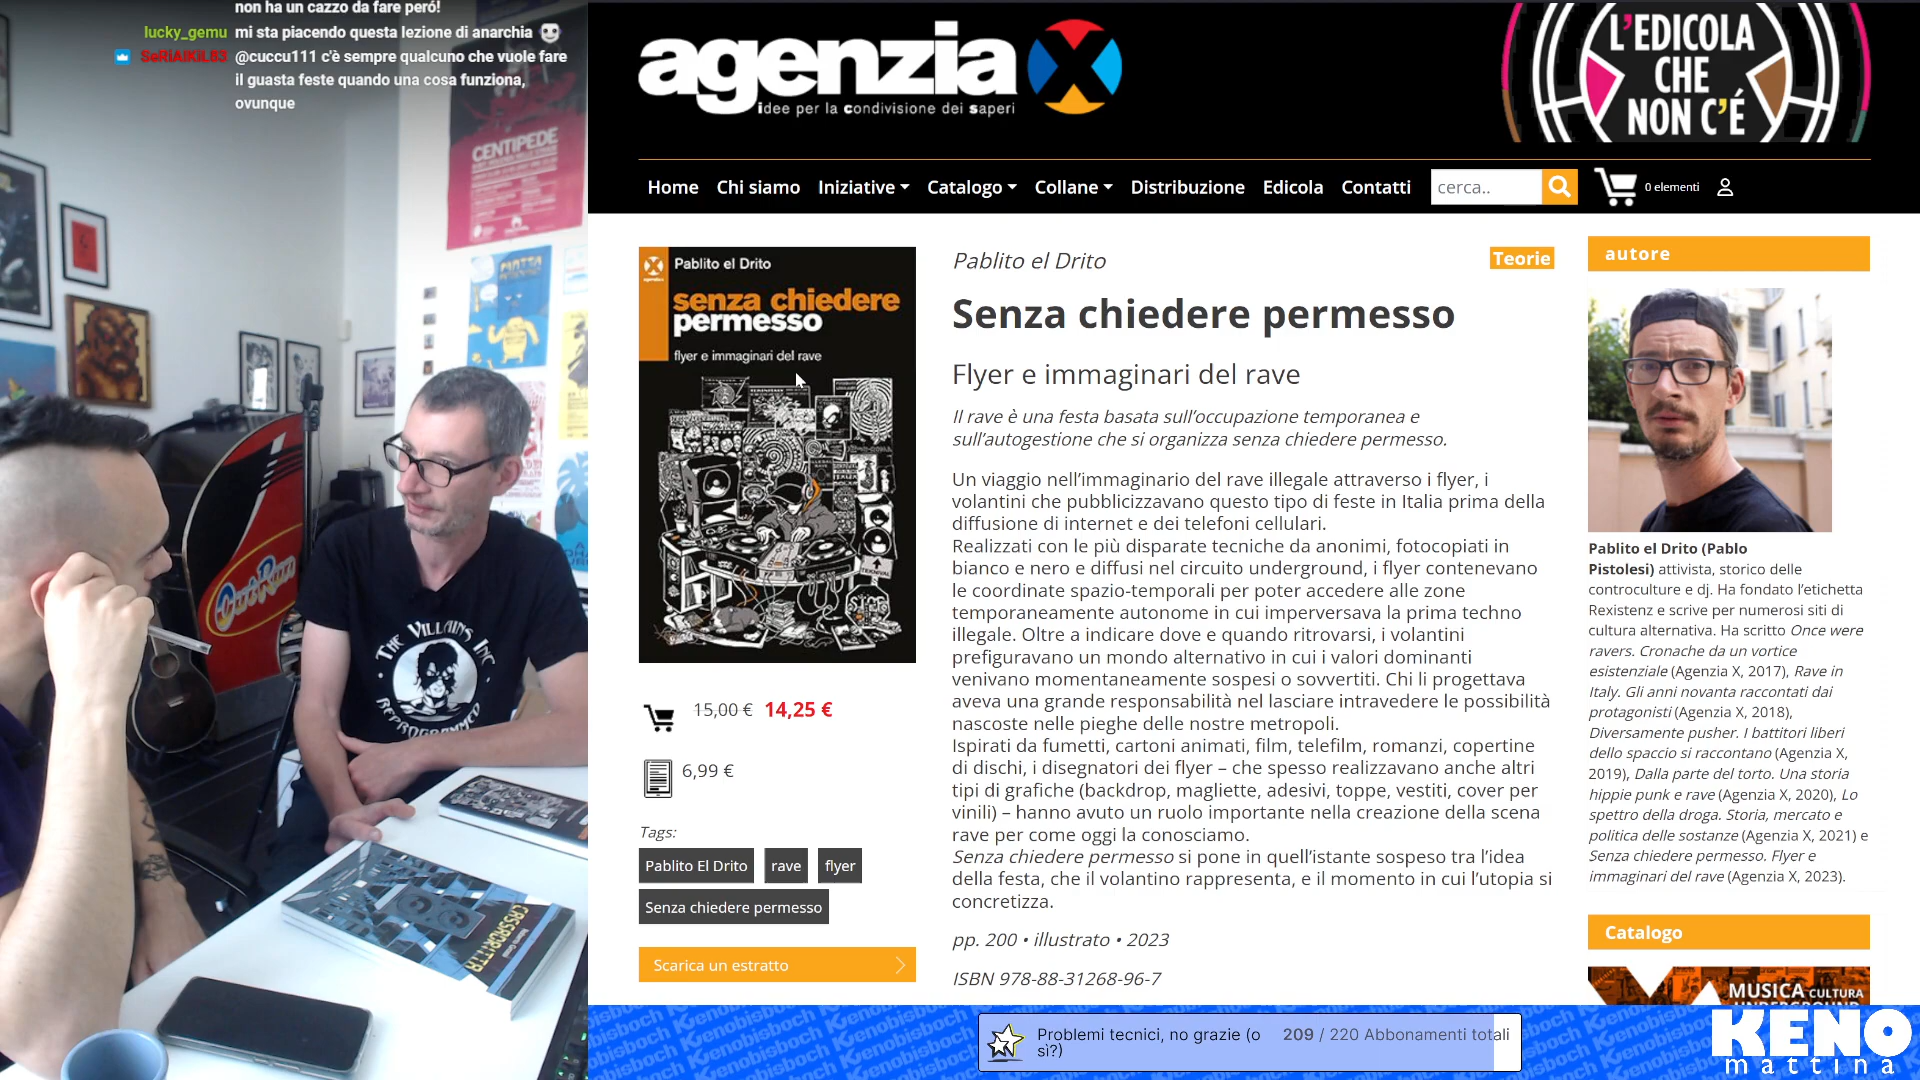 non ha un cazzo da fare peró!
lucky_gemu mi sta piacendo questa lezione di anarchia
SeRiAlKiL83 @cuccu111 c'è sempre qualcuno che vuole fare
il guasta feste quando una cosa funziona,
ovunque
CENTIPEDE
OutRun
THE VILLAINS INC
REPROGRAMMED
CASSADRITTA
agenzia X
idee per la condivisione dei saperi
L'EDICOLA
CHE
NON C'É
Home Chi siamo Iniziative Catalogo Collane Distribuzione Edicola Contatti cerca.. 0 elementi
Pablito el Drito
senza chiedere
permesso
flyer e immaginari del rave
TEKNIVAL
15,00 € 14,25 €
6,99 €
Tags:
Pablito El Drito rave flyer
Senza chiedere permesso
Scarica un estratto
Pablito el Drito Teorie
Senza chiedere permesso
Flyer e immaginari del rave
Il rave è una festa basata sull’occupazione temporanea e
sull’autogestione che si organizza senza chiedere permesso.
Un viaggio nell’immaginario del rave illegale attraverso i flyer, i
volantini che pubblicizzavano questo tipo di feste in Italia prima della
diffusione di internet e dei telefoni cellulari.
Realizzati con le più disparate tecniche da anonimi, fotocopiati in
bianco e nero e diffusi nel circuito underground, i flyer contenevano
le coordinate spazio-temporali per poter accedere alle zone
temporaneamente autonome in cui imperversava la prima techno
illegale. Oltre a indicare dove e quando ritrovarsi, i volantini
prefiguravano un mondo alternativo in cui i valori dominanti
venivano momentaneamente sospesi o sovvertiti. Chi li progettava
aveva una grande responsabilità nel lasciare intravedere le possibilità
nascoste nelle pieghe delle nostre metropoli.
Ispirati da fumetti, cartoni animati, film, telefilm, romanzi, copertine
di dischi, i disegnatori dei flyer – che spesso realizzavano anche altri
tipi di grafiche (backdrop, magliette, adesivi, toppe, vestiti, cover per
vinili) – hanno avuto un ruolo importante nella creazione della scena
rave per come oggi la conosciamo.
Senza chiedere permesso si pone in quell’istante sospeso tra l’idea
della festa, che il volantino rappresenta, e il momento in cui l’utopia si
concretizza.
pp. 200 • illustrato • 2023
ISBN 978-88-31268-96-7
autore
Pablito el Drito (Pablo
Pistolesi) attivista, storico delle
controculture e dj. Ha fondato l’etichetta
Rexistenz e scrive per numerosi siti di
cultura alternativa. Ha scritto Once were
ravers. Cronache da un vortice
esistenziale (Agenzia X, 2017), Rave in
Italy. Gli anni novanta raccontati dai
protagonisti (Agenzia X, 2018),
Diversamente pusher. I battitori liberi
dello spaccio si raccontano (Agenzia X,
2019), Dalla parte del torto. Una storia
hippie punk e rave (Agenzia X, 2020), Lo
spettro della droga. Storia, mercato e
politica delle sostanze (Agenzia X, 2021) e
Senza chiedere permesso. Flyer e
immaginari del rave (Agenzia X, 2023).
Catalogo
MUSICA CULTURA
UNDERGROUND
Kenobisboch
Problemi tecnici, no grazie (o 209 / 220 Abbonamenti totali
sì?)
KENO
mattina